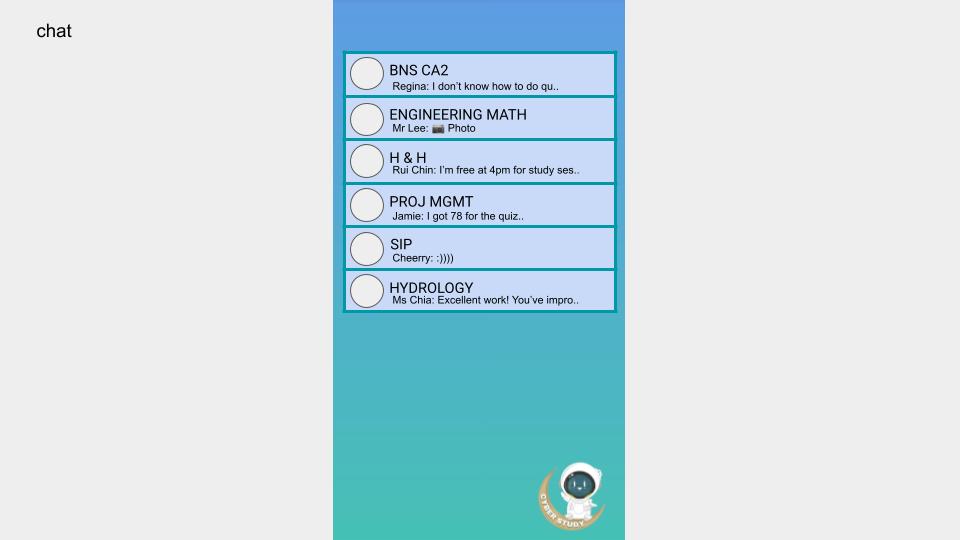 chat
BNS CA2
Regina: I don't know how to do qu..
ENGINEERING MATH
Mr Lee: 📷 Photo
H & H
Rui Chin: I'm free at 4pm for study ses..
PROJ MGMT
Jamie: I got 78 for the quiz..
SIP
Cheerry: :))))
HYDROLOGY
Ms Chia: Excellent work! You've impro..
CYBER STUDY